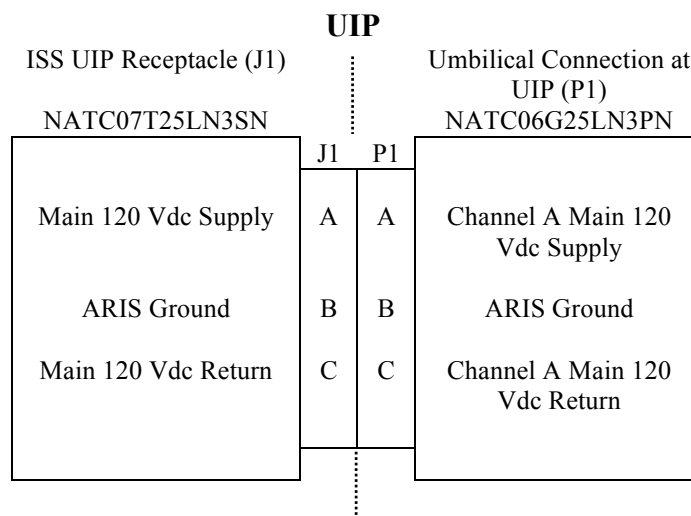 UIP
ISS UIP Receptacle (J1)
Umbilical Connection at
UIP (P1)
NATC07T25LN3SN
NATC06G25LN3PN
J1 P1
Main 120 Vdc Supply A A Channel A Main 120
Vdc Supply
ARIS Ground B B ARIS Ground
Main 120 Vdc Return C C Channel A Main 120
Vdc Return